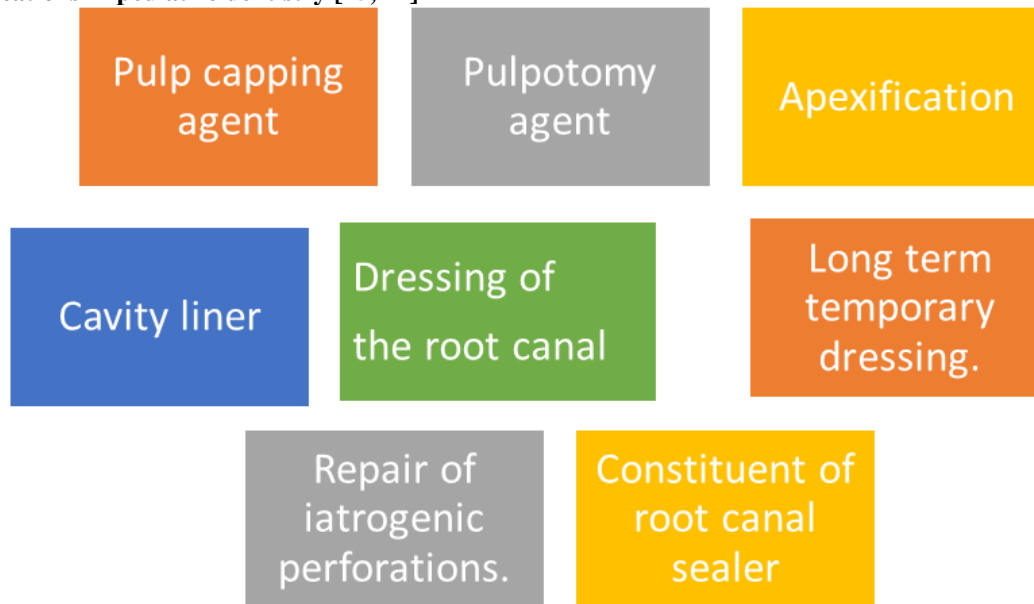 Pulp capping
agent
Pulpotomy
agent
Apexification
Cavity liner
Dressing of
the root canal
Long term
temporary
dressing.
Repair of
iatrogenic
perforations.
Constituent of
root canal
sealer